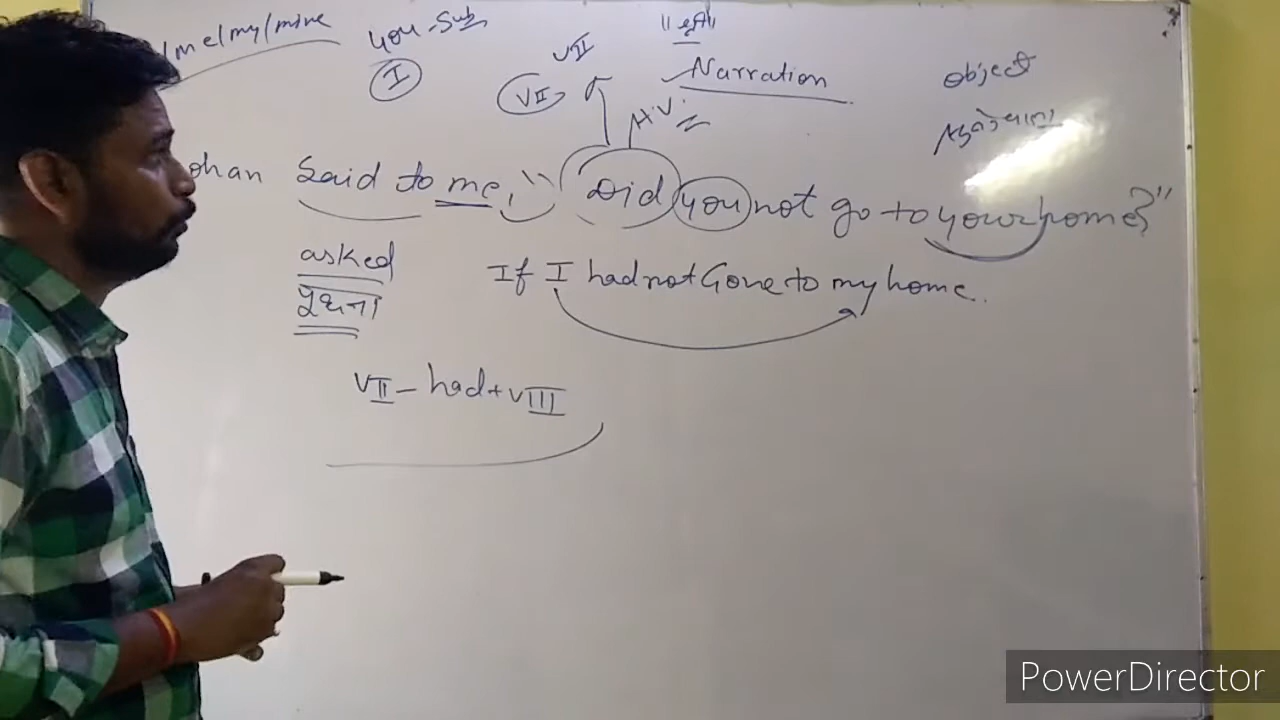 /me/my/mine
you-Sub
I
VII
VII
H.V.
Narration
Object
ohan said to me, "Did you not go to your home?"
asked
If I had not Gone to my home.
पूछना
VII – had + VIII
PowerDirector